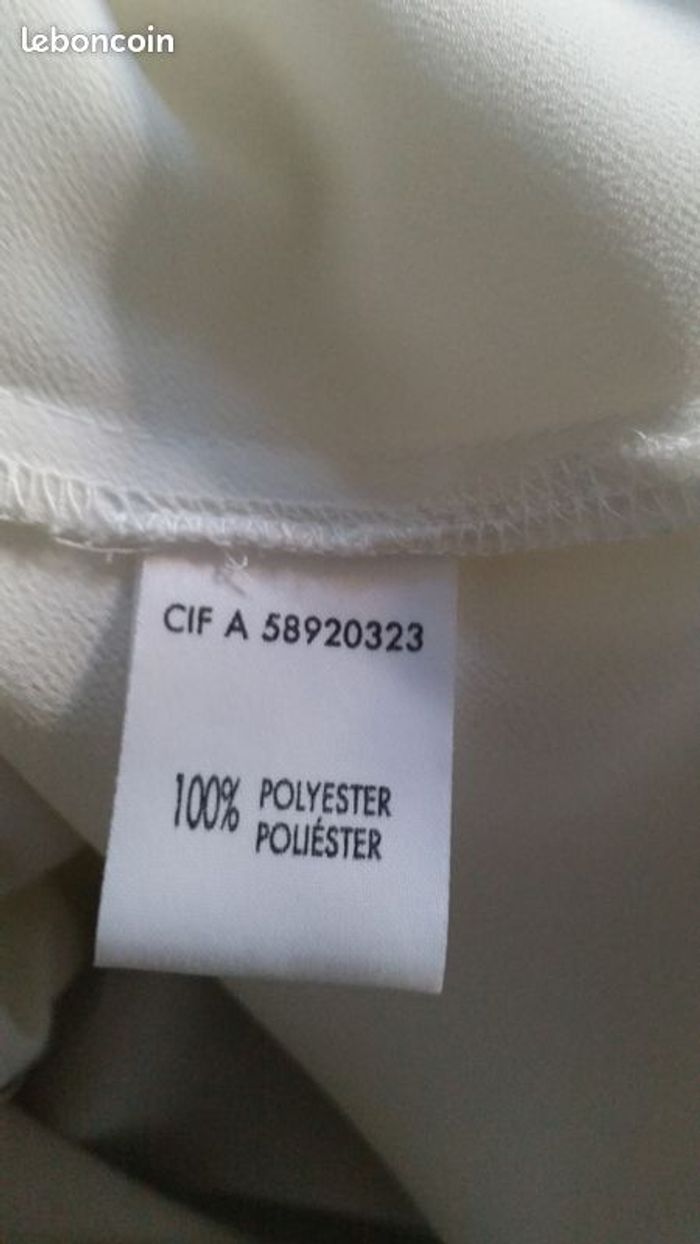 leboncoin
CIF A 58920323
100% POLYESTER
POLIÉSTER